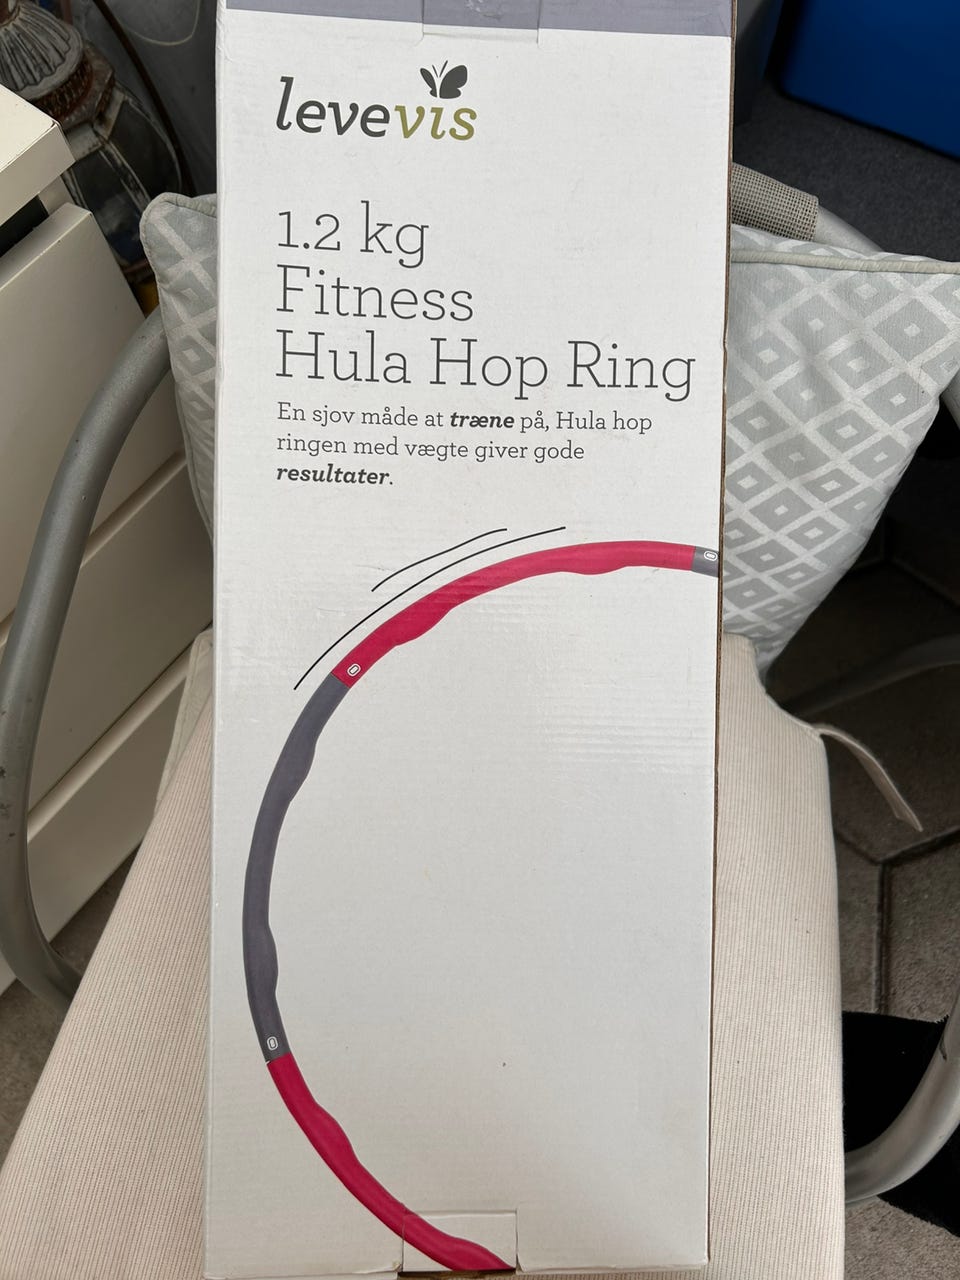 levevis
1.2 kg
Fitness
Hula Hop Ring
En sjov måde at træne på, Hula hop
ringen med vægte giver gode
resultater.